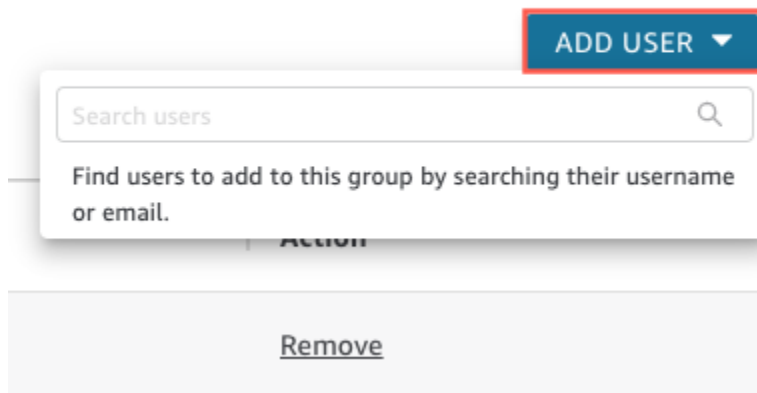 ADD USER
Search users
Find users to add to this group by searching their username
or email.
Action
Remove